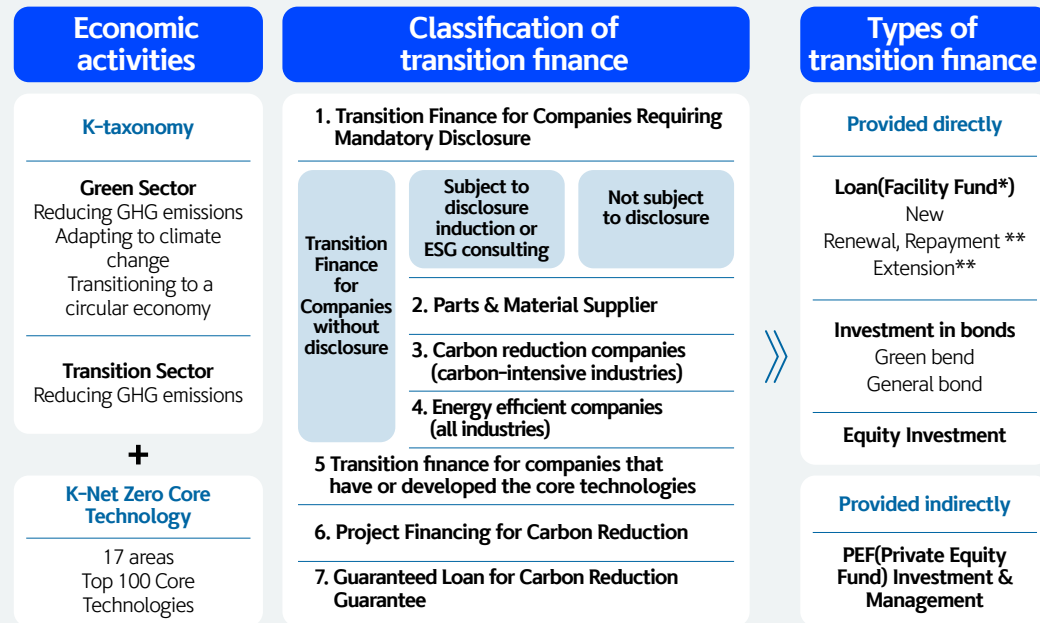 Economic
activities
K-taxonomy
Green Sector
Reducing GHG emissions
Adapting to climate
change
Transitioning to a
circular economy
Transition Sector
Reducing GHG emissions
+
K-Net Zero Core
Technology
17 areas
Top 100 Core
Technologies
Classification of
transition finance
1. Transition Finance for Companies Requiring
Mandatory Disclosure
Transition
Finance
for
Companies
without
disclosure
Subject to
disclosure
induction or
ESG consulting
Not subject
to disclosure
2. Parts & Material Supplier
3. Carbon reduction companies
(carbon-intensive industries)
4. Energy efficient companies
(all industries)
5 Transition finance for companies that
have or developed the core technologies
6. Project Financing for Carbon Reduction
7. Guaranteed Loan for Carbon Reduction
Guarantee
Types of
transition finance
Provided directly
Loan(Facility Fund*)
New
Renewal, Repayment **
Extension**
Investment in bonds
Green bend
General bond
Equity Investment
Provided indirectly
PEF(Private Equity
Fund) Investment &
Management